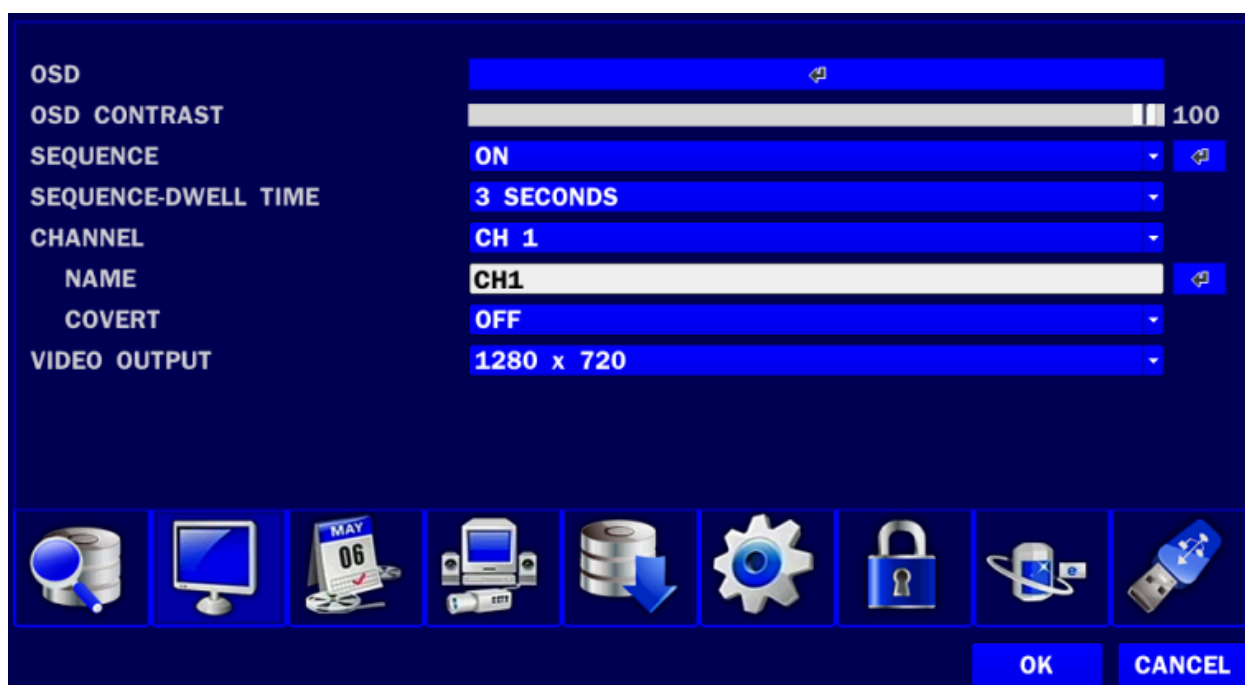 OSD
OSD CONTRAST 100
SEQUENCE ON
SEQUENCE-DWELL TIME 3 SECONDS
CHANNEL CH 1
NAME CH1
COVERT OFF
VIDEO OUTPUT 1280 x 720
MAY
06
e
OK CANCEL